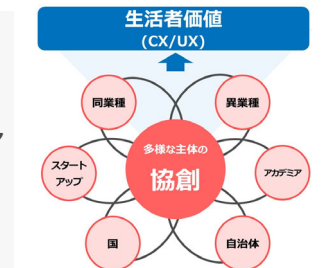 生活者価値
(CX/UX)
同業種
異業種
多様な主体の
協創
スタート
アップ
アカデミア
国
自治体